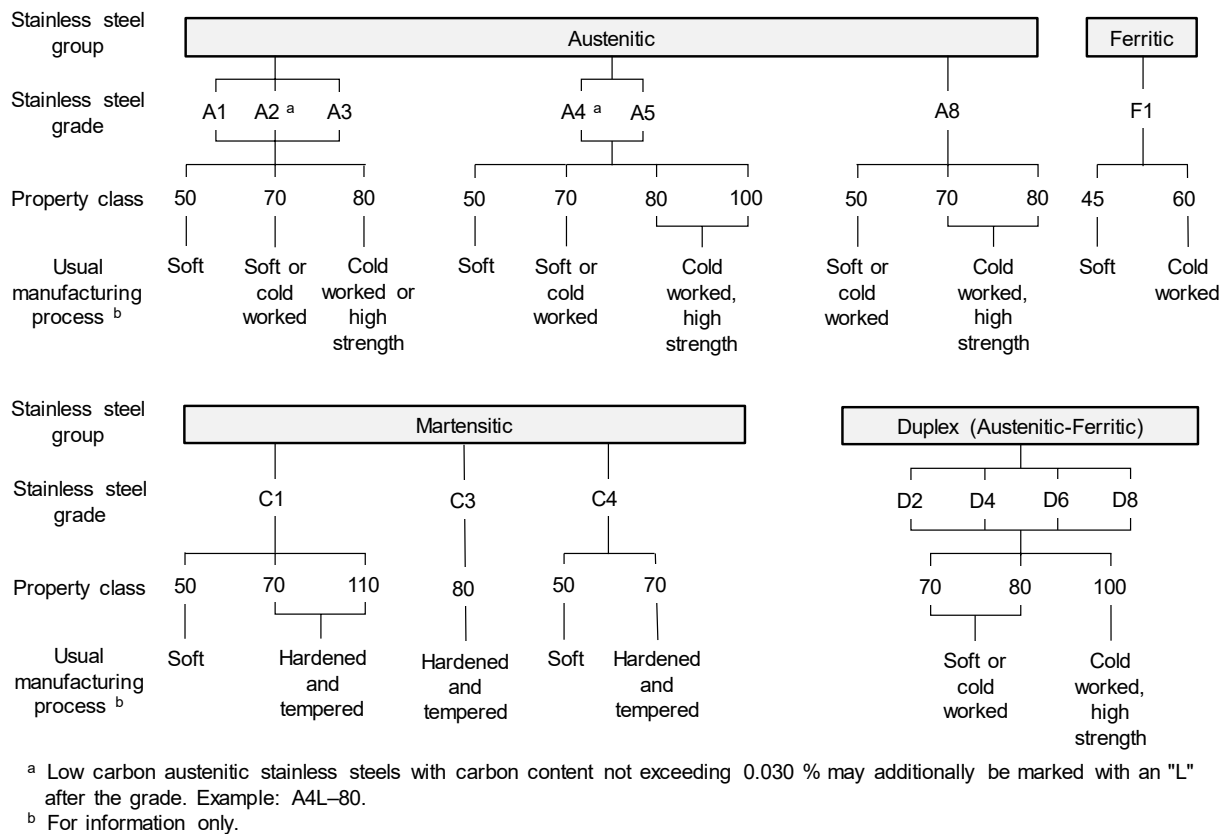 Stainless steel group
Austenitic
Ferritic
Stainless steel grade
A1 A2 a A3 A4 a A5 A8 F1
Property class
50 70 80 50 70 80 100 50 70 80 45 60
Usual manufacturing process b
Soft
Soft or cold worked
Cold worked or high strength
Soft
Soft or cold worked
Cold worked, high strength
Soft or cold worked
Cold worked, high strength
Soft
Cold worked
Stainless steel group
Martensitic
Duplex (Austenitic-Ferritic)
Stainless steel grade
C1 C3 C4 D2 D4 D6 D8
Property class
50 70 110 80 50 70 70 80 100
Usual manufacturing process b
Soft
Hardened and tempered
Hardened and tempered
Soft
Hardened and tempered
Soft or cold worked
Cold worked, high strength
a Low carbon austenitic stainless steels with carbon content not exceeding 0.030 % may additionally be marked with an "L"
after the grade. Example: A4L–80.
b For information only.